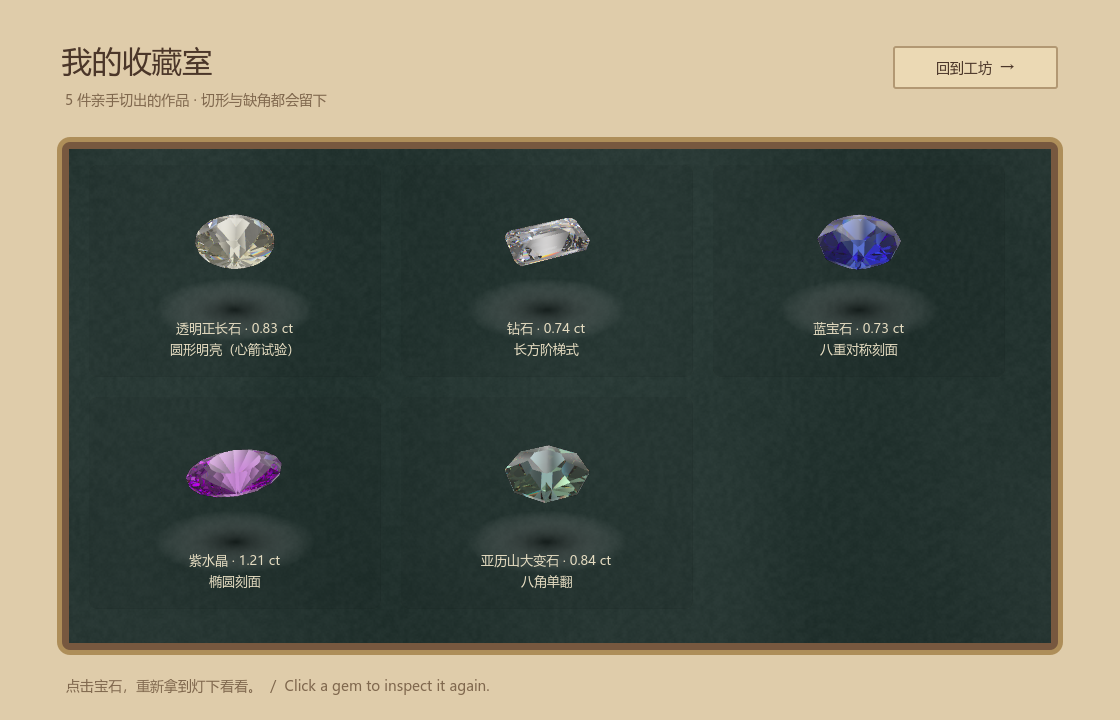 我的收藏室
回到工坊 →
5 件亲手切出的作品 · 切形与缺角都会留下
透明正长石 · 0.83 ct
圆形明亮（心箭试验）
钻石 · 0.74 ct
长方阶梯式
蓝宝石 · 0.73 ct
八重对称刻面
紫水晶 · 1.21 ct
椭圆刻面
亚历山大变石 · 0.84 ct
八角单翻
点击宝石，重新拿到灯下看看。 / Click a gem to inspect it again.